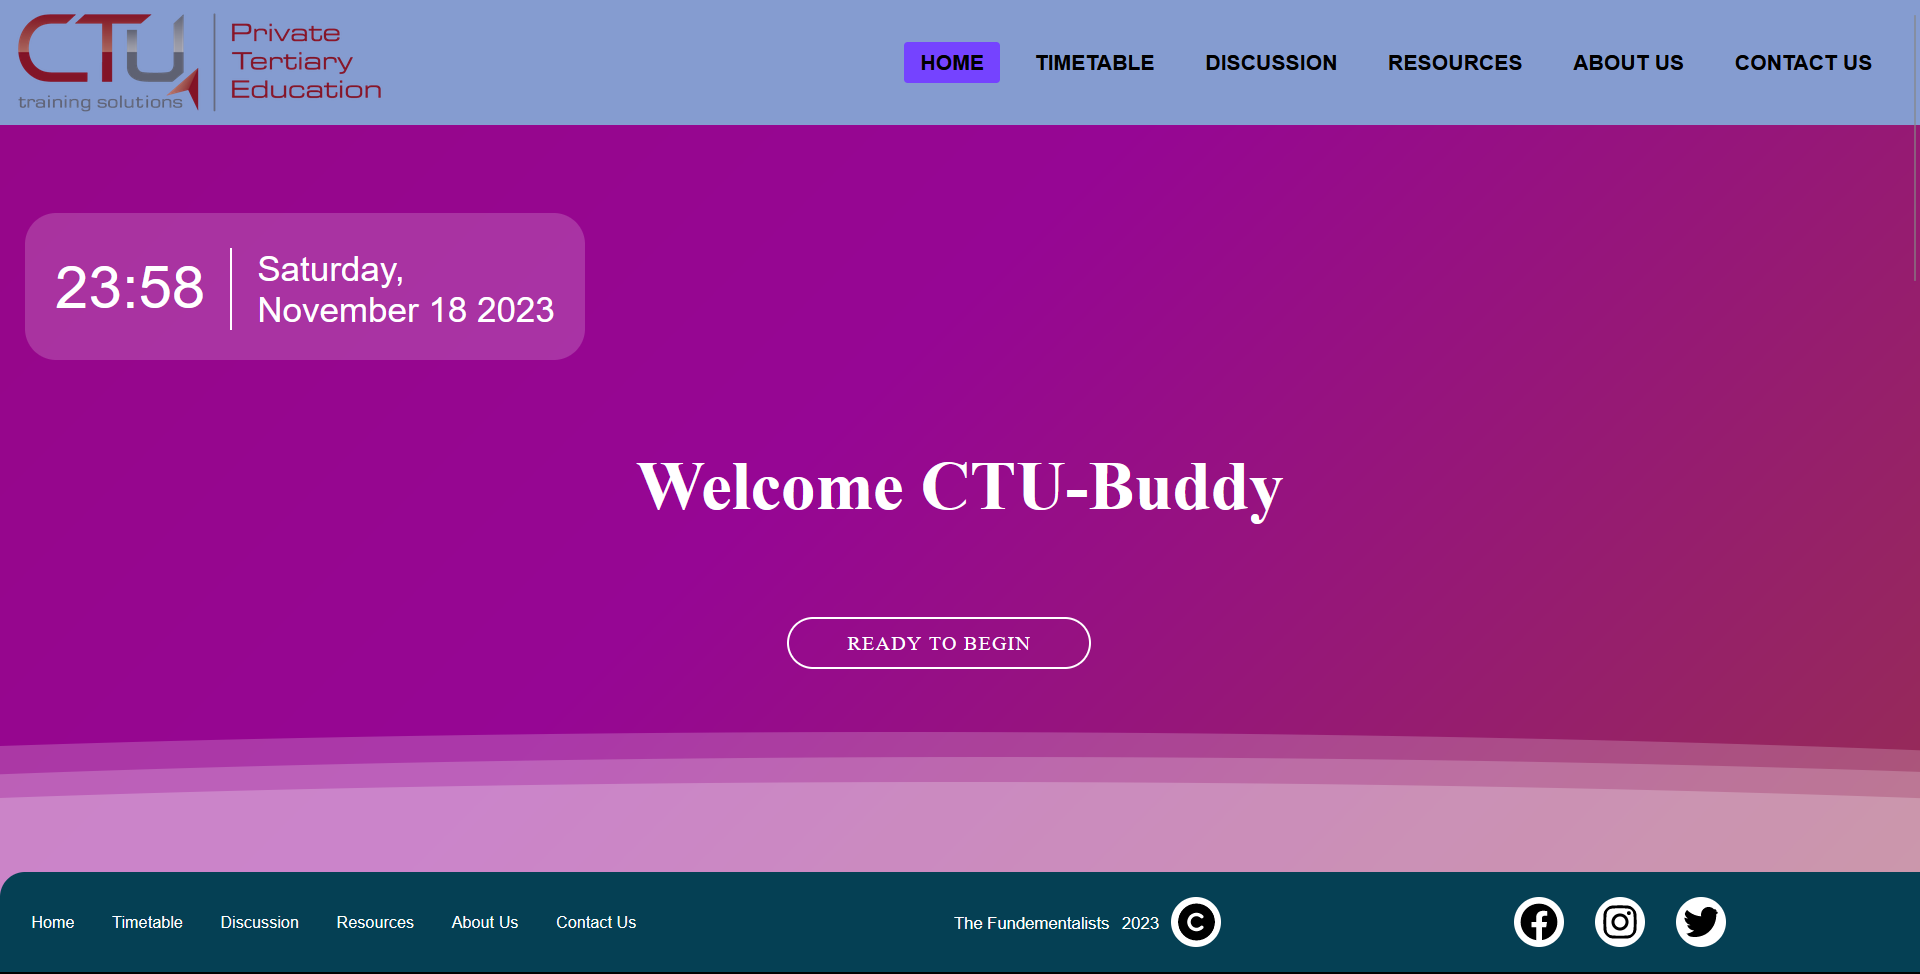 CTU
training solutions
Private
Tertiary
Education
HOME TIMETABLE DISCUSSION RESOURCES ABOUT US CONTACT US
23:58
Saturday,
November 18 2023
Welcome CTU-Buddy
READY TO BEGIN
Home Timetable Discussion Resources About Us Contact Us
The Fundementalists 2023 C